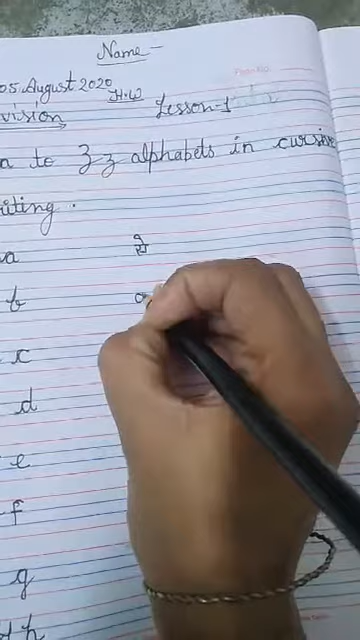 Name -
05 August 2020 H.W Lesson-1
vision
to Zz alphabets in cursive
writing.
a से
b
c
d
e
f
g
h